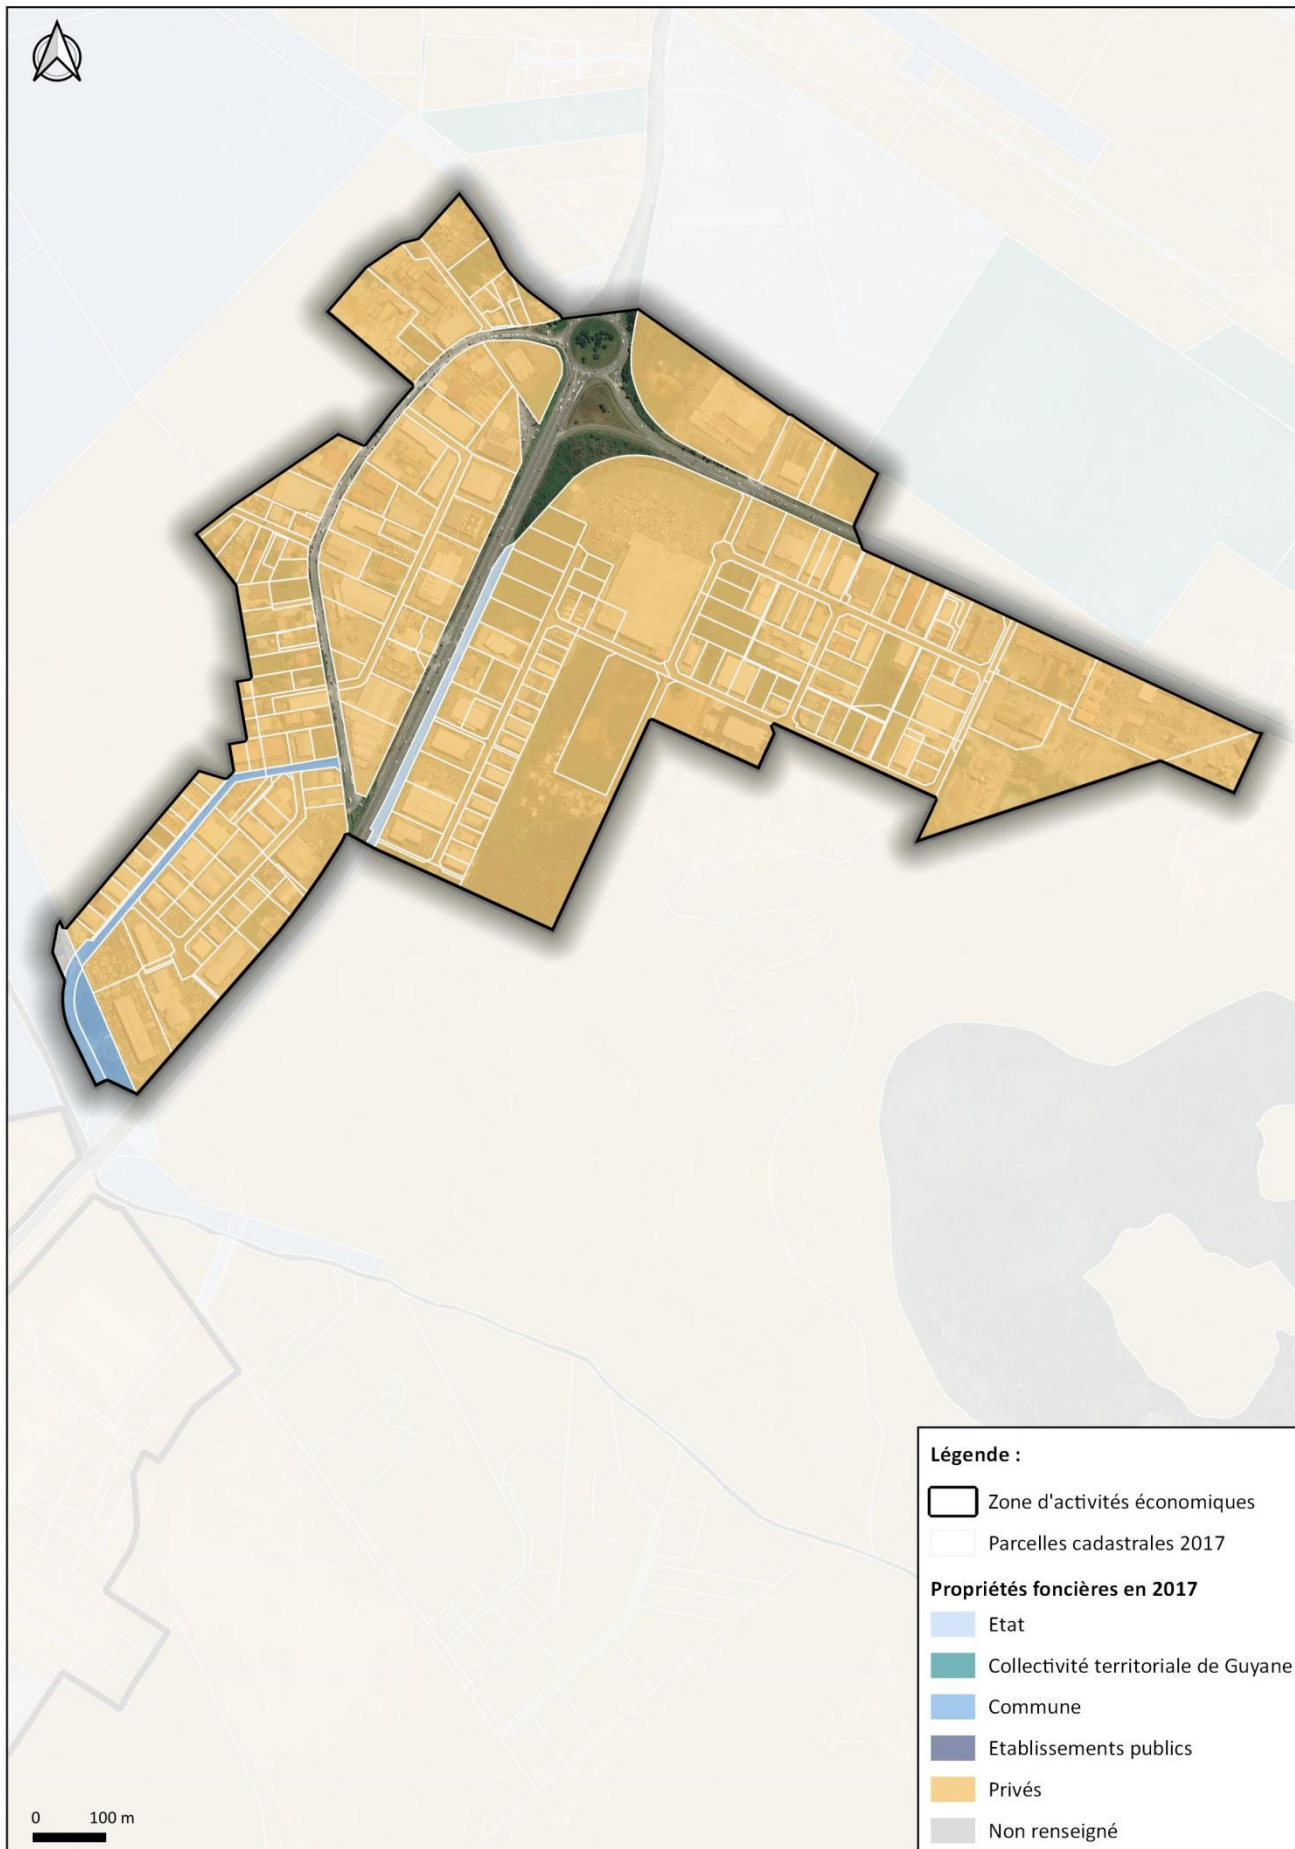 Légende :
Zone d'activités économiques
Parcelles cadastrales 2017
Propriétés foncières en 2017
Etat
Collectivité territoriale de Guyane
Commune
Etablissements publics
Privés
Non renseigné
0 100 m